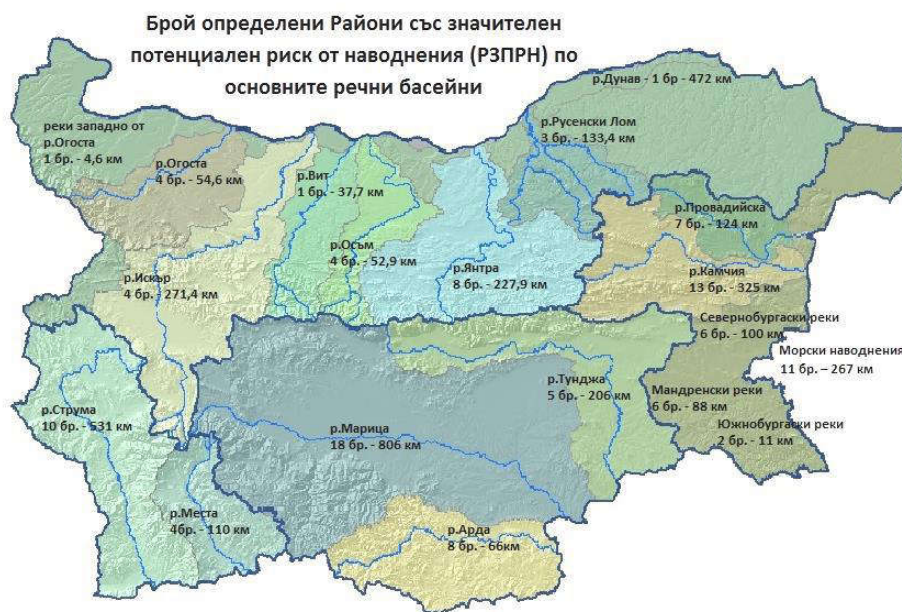 Брой определени Райони със значителен
потенциален риск от наводнения (РЗПРН) по
основните речни басейни
р.Дунав - 1 бр - 472 км
р.Русенски Лом
3 бр. - 133,4 км
реки западно от
р.Огоста
1 бр. - 4,6 км
р.Огоста
4 бр. - 54,6 км
р.Вит
1 бр. - 37,7 км
р.Провадийска
7 бр. - 124 км
р.Осъм
4 бр. - 52,9 км
р.Янтра
8 бр. - 227,9 км
р.Камчия
13 бр. - 325 км
р.Искър
4 бр. - 271,4 км
Севернобургаски реки
6 бр. - 100 км
Морски наводнения
11 бр. – 267 км
р.Тунджа
5 бр. - 206 км
Мандренски реки
6 бр. - 88 км
р.Струма
10 бр. - 531 км
р.Марица
18 бр. - 806 км
Южнобургаски реки
2 бр. - 11 км
р.Места
4бр. - 110 км
р.Арда
8 бр. - 66км